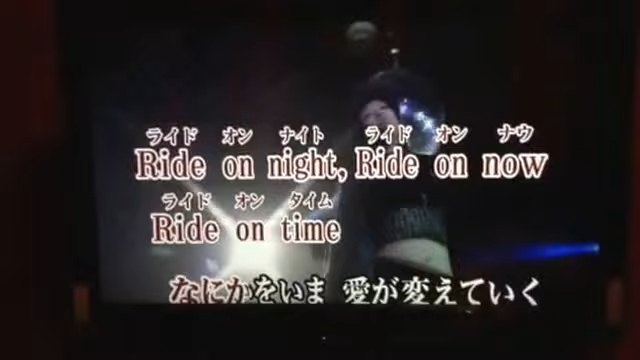 ライド オン ナイト ライド オン ナウ
Ride on night, Ride on now
ライド オン タイム
Ride on time
なにかをいま 愛が変えていく